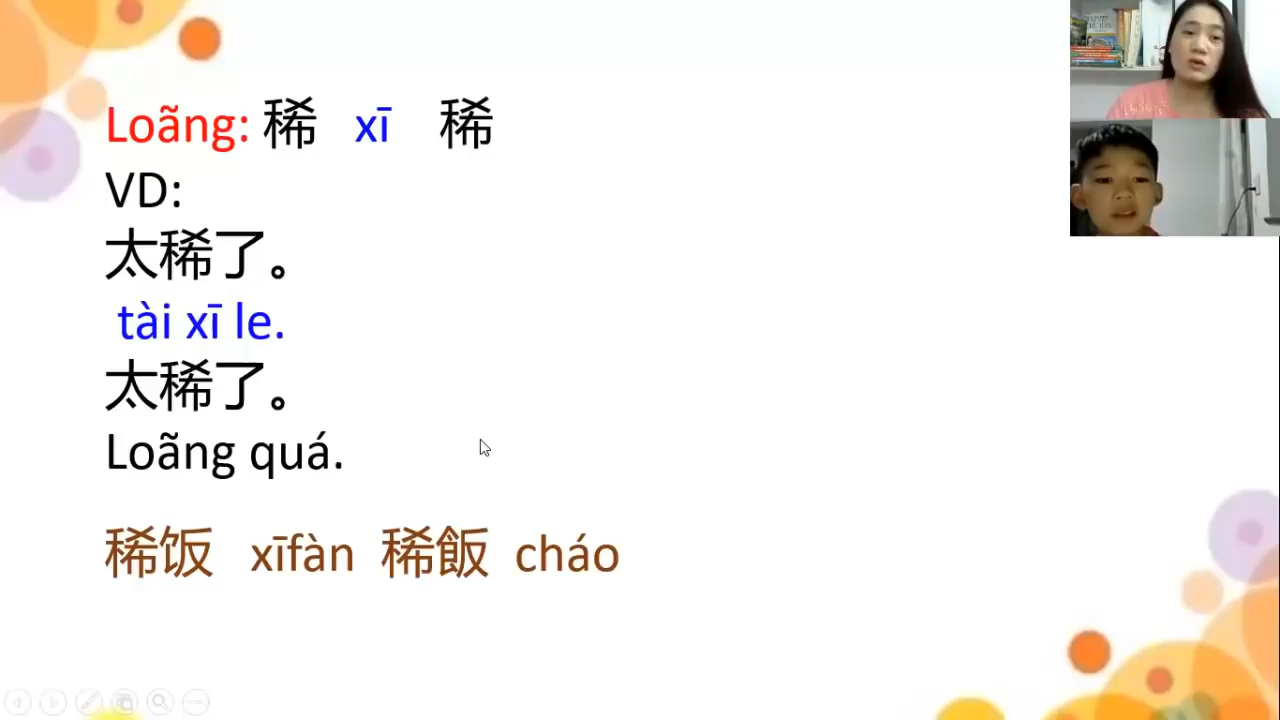 Loãng: 稀 xī 稀
VD:
太稀了。
tài xī le.
太稀了。
Loãng quá.
稀饭 xīfàn 稀飯 cháo